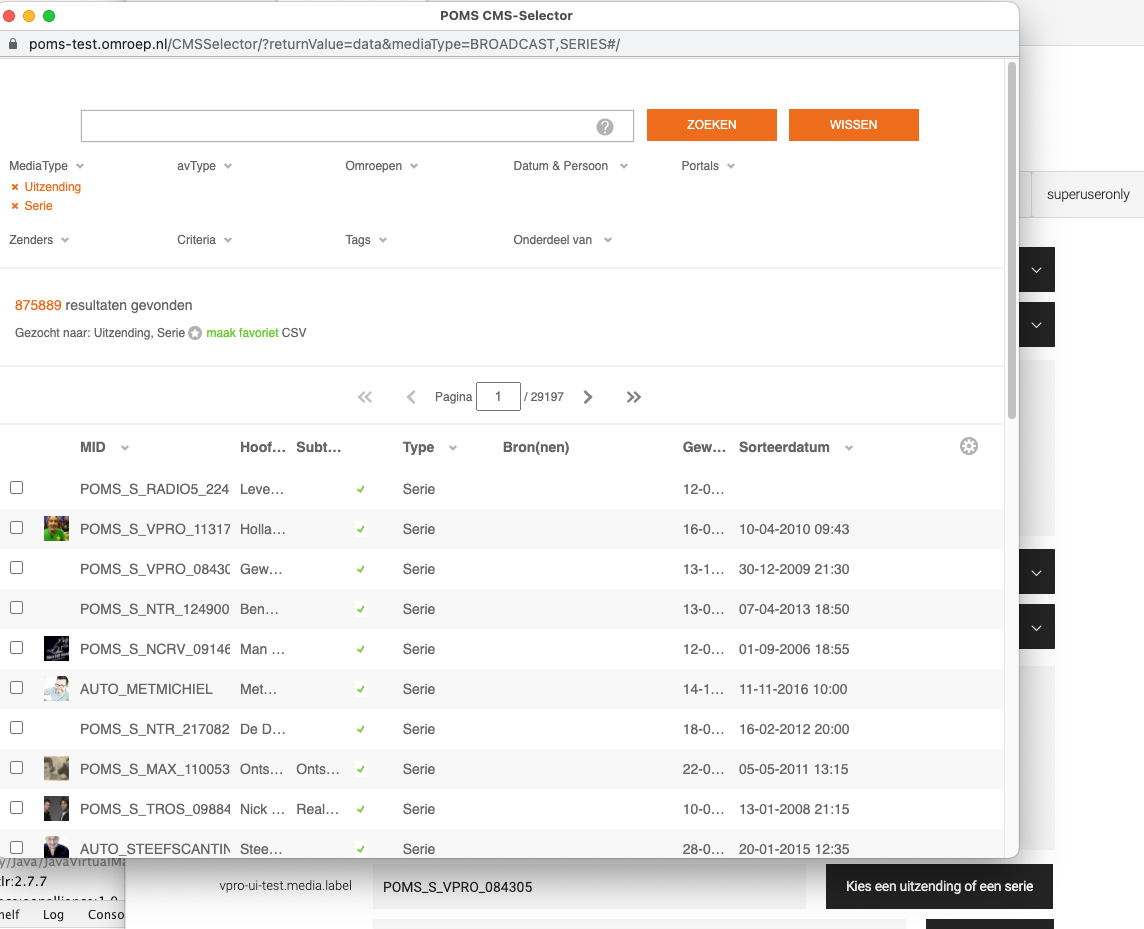 POMS CMS-Selector
poms-test.omroep.nl/CMSSelector/?returnValue=data&mediaType=BROADCAST,SERIES#/
ZOEKEN WISSEN
MediaType avType Omroepen Datum & Persoon Portals
× Uitzending
× Serie
superuseronly
Zenders Criteria Tags Onderdeel van
875889 resultaten gevonden
Gezocht naar: Uitzending, Serie maak favoriet CSV
Pagina 1 / 29197
MID Hoof... Subt... Type Bron(nen) Gew... Sorteerdatum
POMS_S_RADIO5_224 Leve... Serie 12-0...
POMS_S_VPRO_11317 Holla... Serie 16-0... 10-04-2010 09:43
POMS_S_VPRO_0843 Gew... Serie 13-1... 30-12-2009 21:30
POMS_S_NTR_124900 Ben... Serie 13-0... 07-04-2013 18:50
POMS_S_NCRV_0914 Man ... Serie 12-0... 01-09-2006 18:55
AUTO_METMICHIEL Met... Serie 14-1... 11-11-2016 10:00
POMS_S_NTR_217082 De D... Serie 18-0... 16-02-2012 20:00
POMS_S_MAX_110053 Onts... Onts... Serie 22-0... 05-05-2011 13:15
POMS_S_TROS_09884 Nick ... Real... Serie 10-0... 13-01-2008 21:15
AUTO_STEEFSCANTIN Stee... Serie 28-0... 20-01-2015 12:35
y/Java/JavaVirtualMa
lr:2.7.7
vpro-ui-test.media.label POMS_S_VPRO_084305 Kies een uitzending of een serie
helf Log Conso